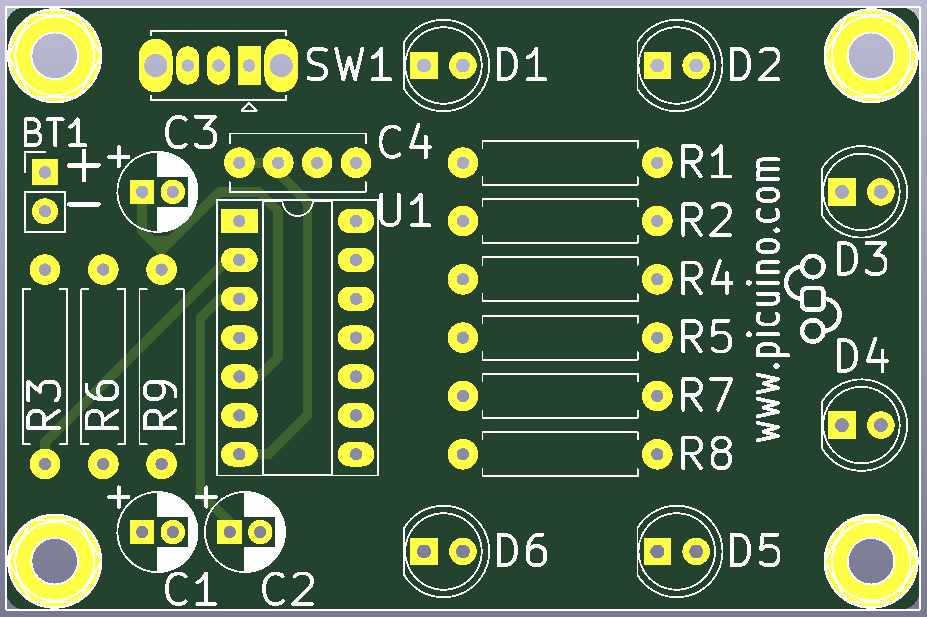 SW1
D1
D2
BT1
+
−
+
C3
C4
U1
R1
R2
R4
R5
R7
R8
www.picuino.com
D3
D4
R3
R6
R9
+
C1
+
C2
D6
D5